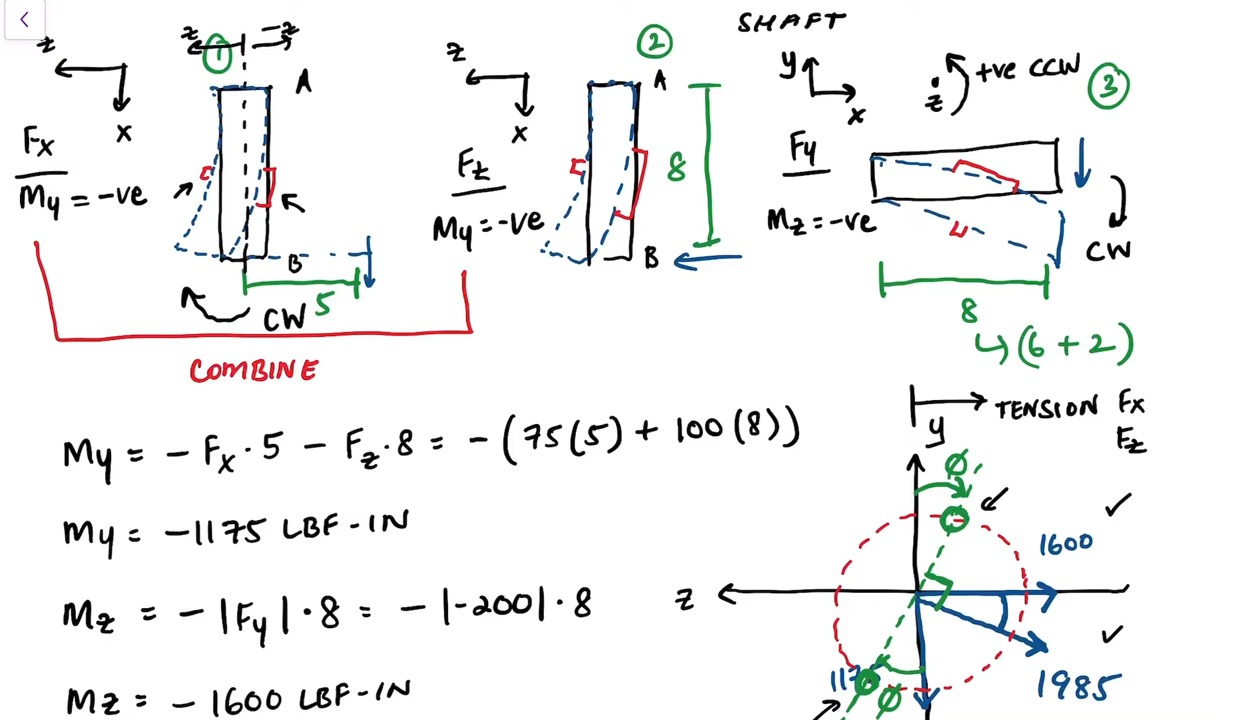 SHAFT
z
z
-z
1
A
z
x
Fx
My = -ve
B
5
CW
z
2
A
x
Fz
My = -ve
8
B
COMBINE
y
x
z
+ve CCW
3
Fy
Mz = -ve
CW
8
↳ (6 + 2)
My = - Fx · 5 - Fz · 8 = - (75(5) + 100(8))
My = -1175 LBF-IN
Mz = - |Fy| · 8 = - |-200| · 8
Mz = - 1600 LBF-IN
TENSION Fx
Fz
y
Ø
✓
1600
z
✓
1985
Ø